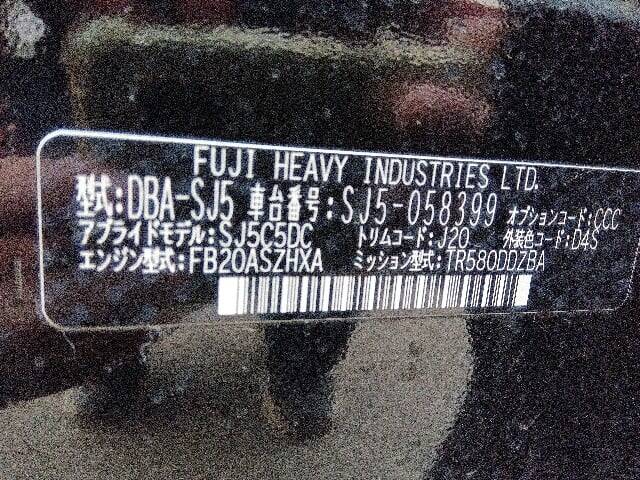 FUJI HEAVY INDUSTRIES LTD.
型式:DBA-SJ5 車台番号:SJ5-058399 オプションコード:CCC
アプライドモデル:SJ5C5DC トリムコード:J20 外装色コード:D4S
エンジン型式:FB20ASZHXA ミッション型式:TR580DDZBA